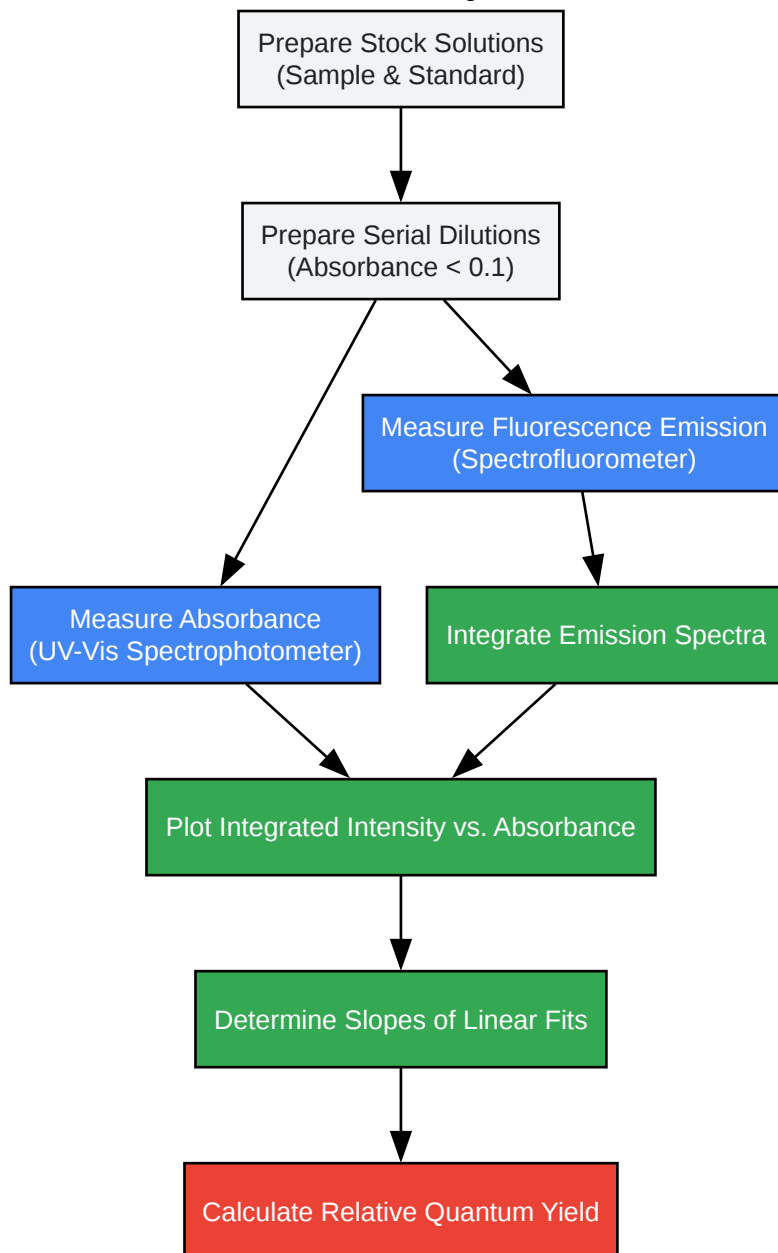 Prepare Stock Solutions
(Sample & Standard)
Prepare Serial Dilutions
(Absorbance < 0.1)
Measure Fluorescence Emission
(Spectrofluorometer)
Measure Absorbance
(UV-Vis Spectrophotometer)
Integrate Emission Spectra
Plot Integrated Intensity vs. Absorbance
Determine Slopes of Linear Fits
Calculate Relative Quantum Yield